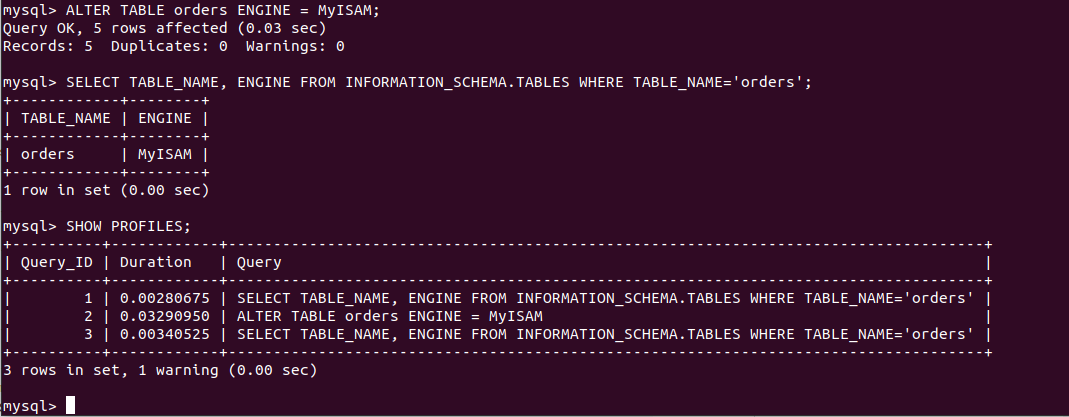 mysql> ALTER TABLE orders ENGINE = MyISAM;
Query OK, 5 rows affected (0.03 sec)
Records: 5  Duplicates: 0  Warnings: 0
mysql> SELECT TABLE_NAME, ENGINE FROM INFORMATION_SCHEMA.TABLES WHERE TABLE_NAME='orders';
+------------+--------+
| TABLE_NAME | ENGINE |
+------------+--------+
| orders     | MyISAM |
+------------+--------+
1 row in set (0.00 sec)
mysql> SHOW PROFILES;
+----------+------------+------------------------------------------------------------------------------------+
| Query_ID | Duration   | Query                                                                              |
+----------+------------+------------------------------------------------------------------------------------+
|        1 | 0.00280675 | SELECT TABLE_NAME, ENGINE FROM INFORMATION_SCHEMA.TABLES WHERE TABLE_NAME='orders' |
|        2 | 0.03290950 | ALTER TABLE orders ENGINE = MyISAM                                                 |
|        3 | 0.00340525 | SELECT TABLE_NAME, ENGINE FROM INFORMATION_SCHEMA.TABLES WHERE TABLE_NAME='orders' |
+----------+------------+------------------------------------------------------------------------------------+
3 rows in set, 1 warning (0.00 sec)
mysql>